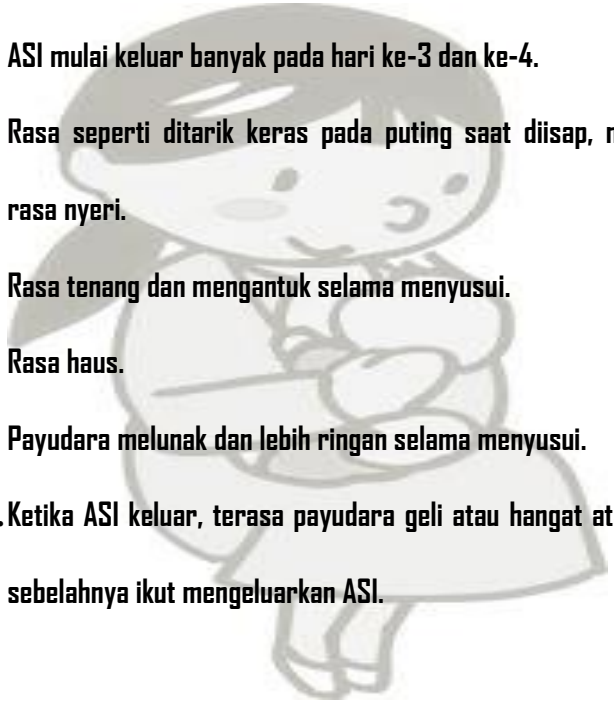 ASI mulai keluar banyak pada hari ke-3 dan ke-4.
Rasa seperti ditarik keras pada puting saat diisap,
rasa nyeri.
Rasa tenang dan mengantuk selama menyusui.
Rasa haus.
Payudara melunak dan lebih ringan selama menyusui.
. Ketika ASI keluar, terasa payudara geli atau hangat
sebelahnya ikut mengeluarkan ASI.